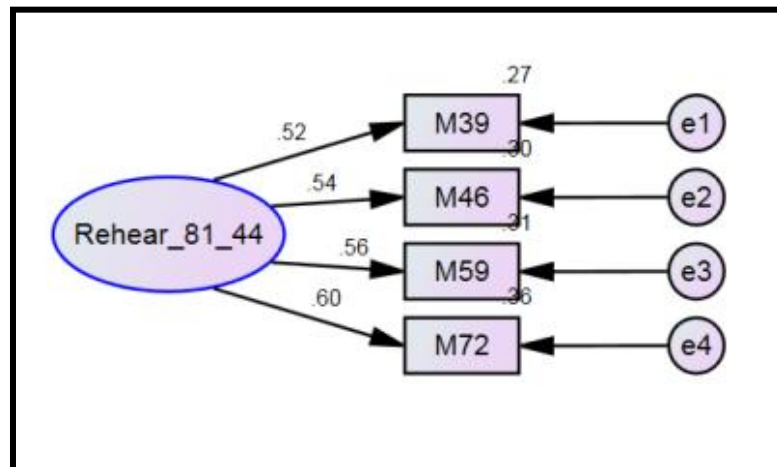 .27
.52
M39
e1
.30
.54
M46
e2
.31
Rehear_81_44
.56
M59
e3
.36
.60
M72
e4